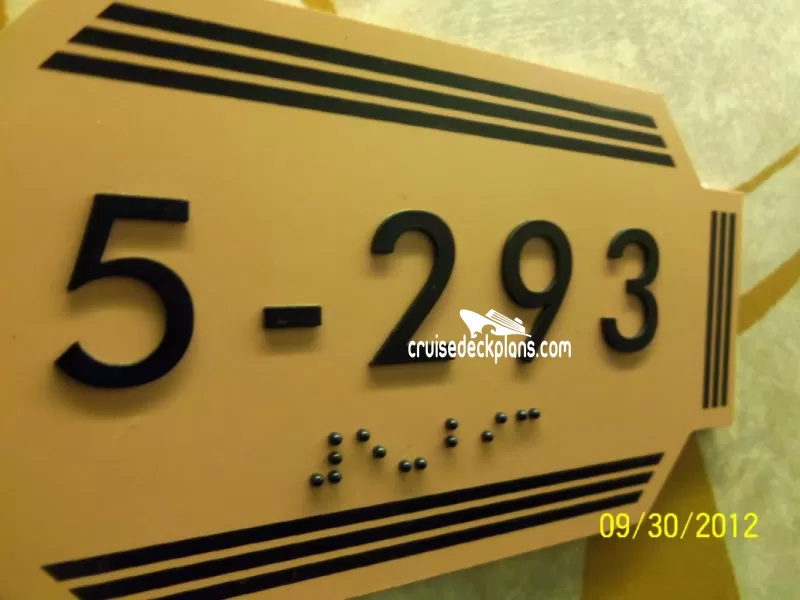 5-293
cruisedeckplans.com
⠼⠑⠤⠃⠊⠉
09/30/2012